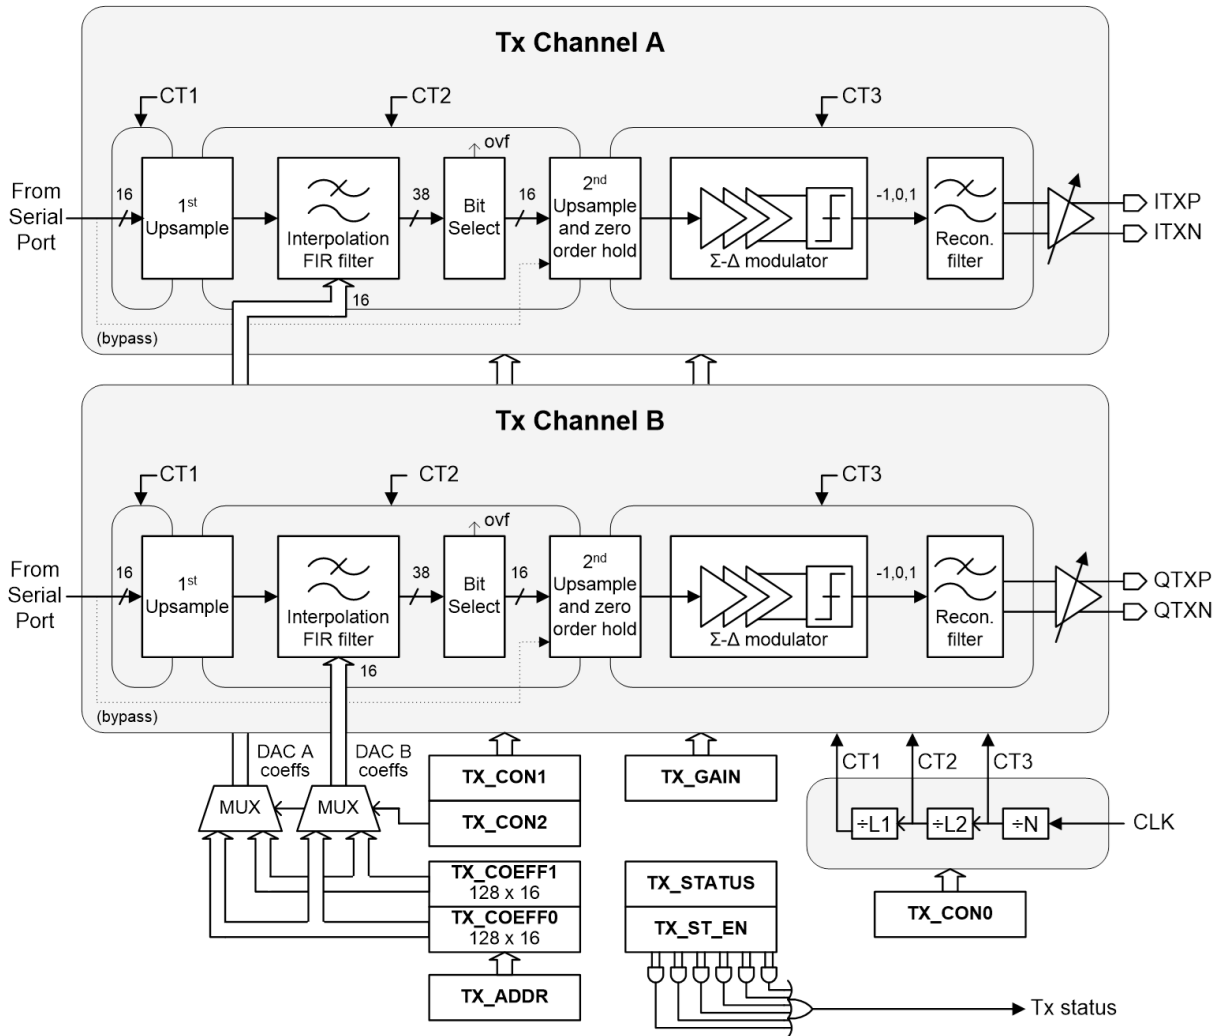 Tx Channel A
CT1
CT2
CT3
ovf
From
Serial
Port
16
1st
Upsample
Interpolation
FIR filter
38
Bit
Select
16
2nd
Upsample
and zero
order hold
Σ-Δ modulator
-1,0,1
Recon.
filter
ITXP
ITXN
16
(bypass)
Tx Channel B
CT1
CT2
CT3
ovf
From
Serial
Port
16
1st
Upsample
Interpolation
FIR filter
38
Bit
Select
16
2nd
Upsample
and zero
order hold
Σ-Δ modulator
-1,0,1
Recon.
filter
QTXP
QTXN
16
(bypass)
DAC A
coeffs
DAC B
coeffs
MUX
MUX
TX_CON1
TX_CON2
TX_GAIN
CT1
CT2
CT3
÷L1
÷L2
÷N
CLK
TX_COEFF1
128 x 16
TX_COEFF0
128 x 16
TX_ADDR
TX_STATUS
TX_ST_EN
TX_CON0
Tx status